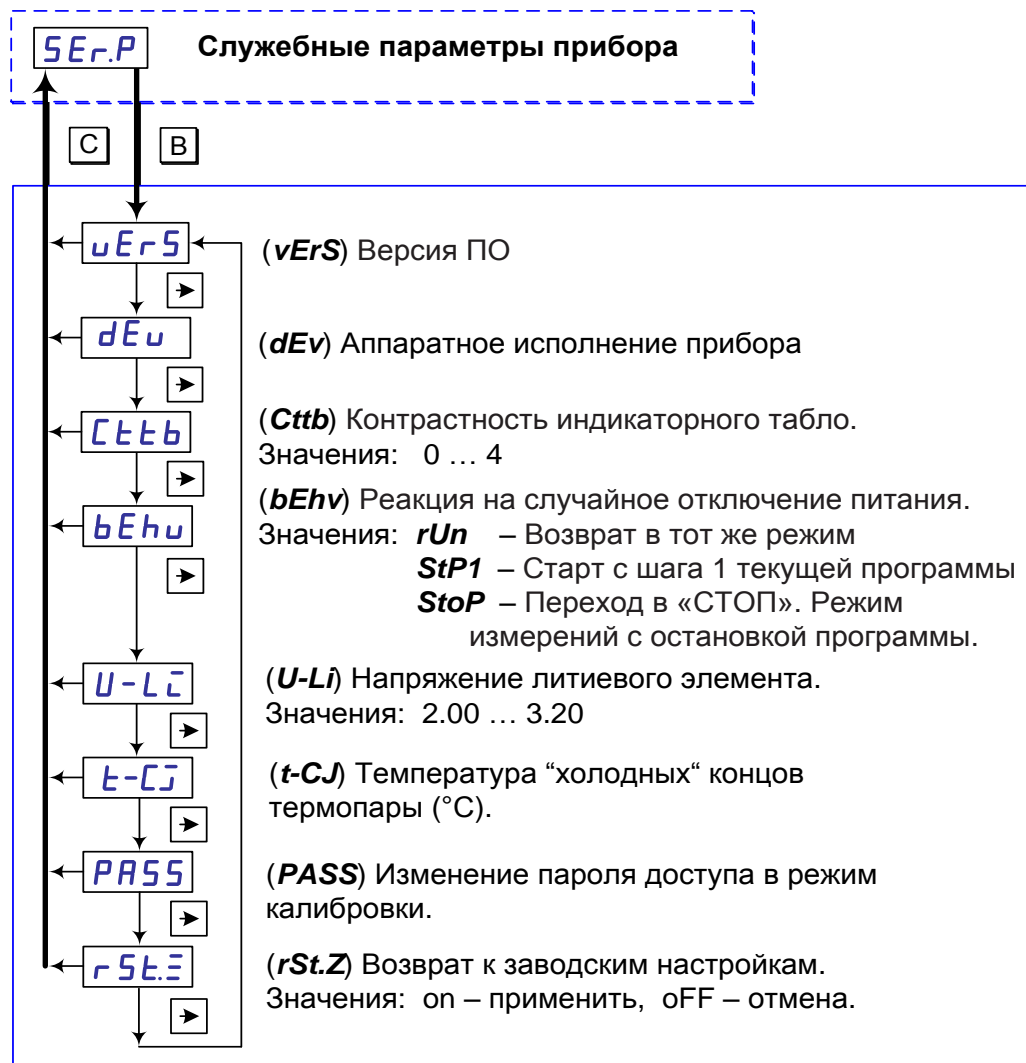 SEr.P Служебные параметры прибора
C B
vErS (vErS) Версия ПО
dEv (dEv) Аппаратное исполнение прибора
Cttb (Cttb) Контрастность индикаторного табло.
Значения: 0 … 4
bEhv (bEhv) Реакция на случайное отключение питания.
Значения: rUn – Возврат в тот же режим
StP1 – Старт с шага 1 текущей программы
StoP – Переход в «СТОП». Режим
измерений с остановкой программы.
U-Li (U-Li) Напряжение литиевого элемента.
Значения: 2.00 … 3.20
t-CJ (t-CJ) Температура “холодных“ концов
термопары (°C).
PASS (PASS) Изменение пароля доступа в режим
калибровки.
rSt.Z (rSt.Z) Возврат к заводским настройкам.
Значения: on – применить, oFF – отмена.